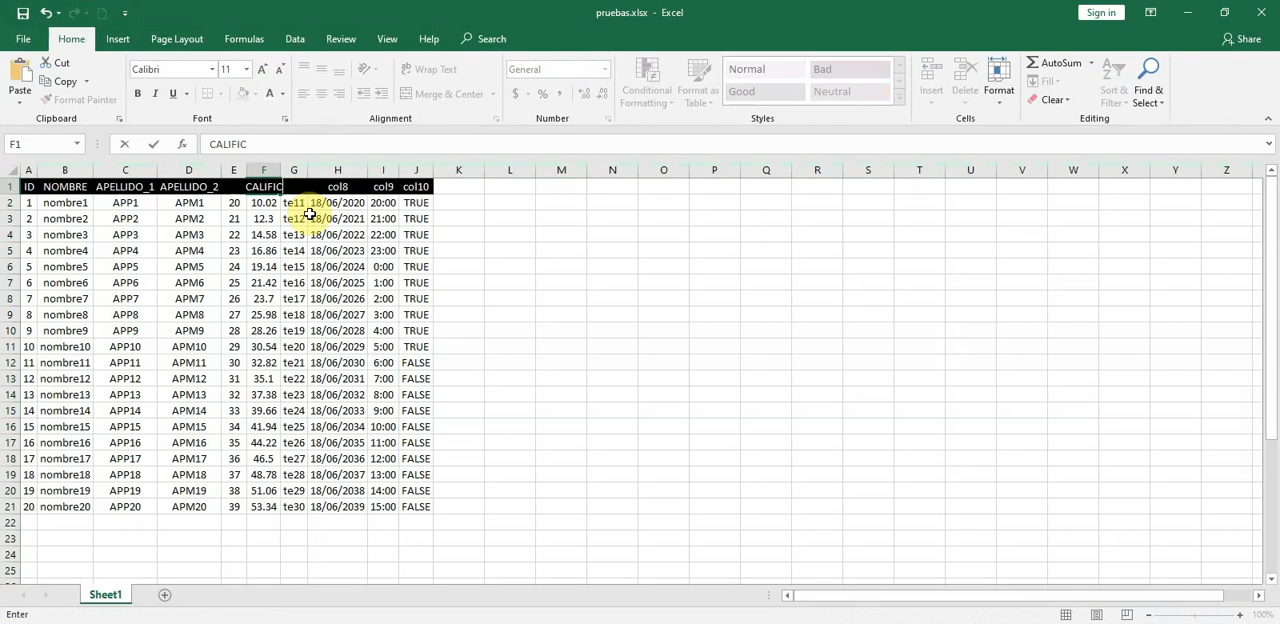 pruebas.xlsx - Excel
Sign in
File Home Insert Page Layout Formulas Data Review View Help Search Share
Paste
Cut
Copy
Format Painter
Clipboard
Calibri 11
B I U
Font
Wrap Text
Merge & Center
Alignment
General
$ % ,
Number
Conditional Formatting
Format as Table
Normal Bad
Good Neutral
Styles
Insert Delete Format
Cells
AutoSum
Fill
Clear
Sort & Filter
Find & Select
Editing
F1 fx CALIFIC
A B C D E F G H I J K L M N O P Q R S T U V W X Y Z
1 ID NOMBRE APELLIDO_1 APELLIDO_2 CALIFIC col8 col9 col10
2 1 nombre1 APP1 APM1 20 10.02 te11 18/06/2020 20:00 TRUE
3 2 nombre2 APP2 APM2 21 12.3 te12 18/06/2021 21:00 TRUE
4 3 nombre3 APP3 APM3 22 14.58 te13 18/06/2022 22:00 TRUE
5 4 nombre4 APP4 APM4 23 16.86 te14 18/06/2023 23:00 TRUE
6 5 nombre5 APP5 APM5 24 19.14 te15 18/06/2024 0:00 TRUE
7 6 nombre6 APP6 APM6 25 21.42 te16 18/06/2025 1:00 TRUE
8 7 nombre7 APP7 APM7 26 23.7 te17 18/06/2026 2:00 TRUE
9 8 nombre8 APP8 APM8 27 25.98 te18 18/06/2027 3:00 TRUE
10 9 nombre9 APP9 APM9 28 28.26 te19 18/06/2028 4:00 TRUE
11 10 nombre10 APP10 APM10 29 30.54 te20 18/06/2029 5:00 TRUE
12 11 nombre11 APP11 APM11 30 32.82 te21 18/06/2030 6:00 FALSE
13 12 nombre12 APP12 APM12 31 35.1 te22 18/06/2031 7:00 FALSE
14 13 nombre13 APP13 APM13 32 37.38 te23 18/06/2032 8:00 FALSE
15 14 nombre14 APP14 APM14 33 39.66 te24 18/06/2033 9:00 FALSE
16 15 nombre15 APP15 APM15 34 41.94 te25 18/06/2034 10:00 FALSE
17 16 nombre16 APP16 APM16 35 44.22 te26 18/06/2035 11:00 FALSE
18 17 nombre17 APP17 APM17 36 46.5 te27 18/06/2036 12:00 FALSE
19 18 nombre18 APP18 APM18 37 48.78 te28 18/06/2037 13:00 FALSE
20 19 nombre19 APP19 APM19 38 51.06 te29 18/06/2038 14:00 FALSE
21 20 nombre20 APP20 APM20 39 53.34 te30 18/06/2039 15:00 FALSE
22
23
24
25
Sheet1
Enter 100%